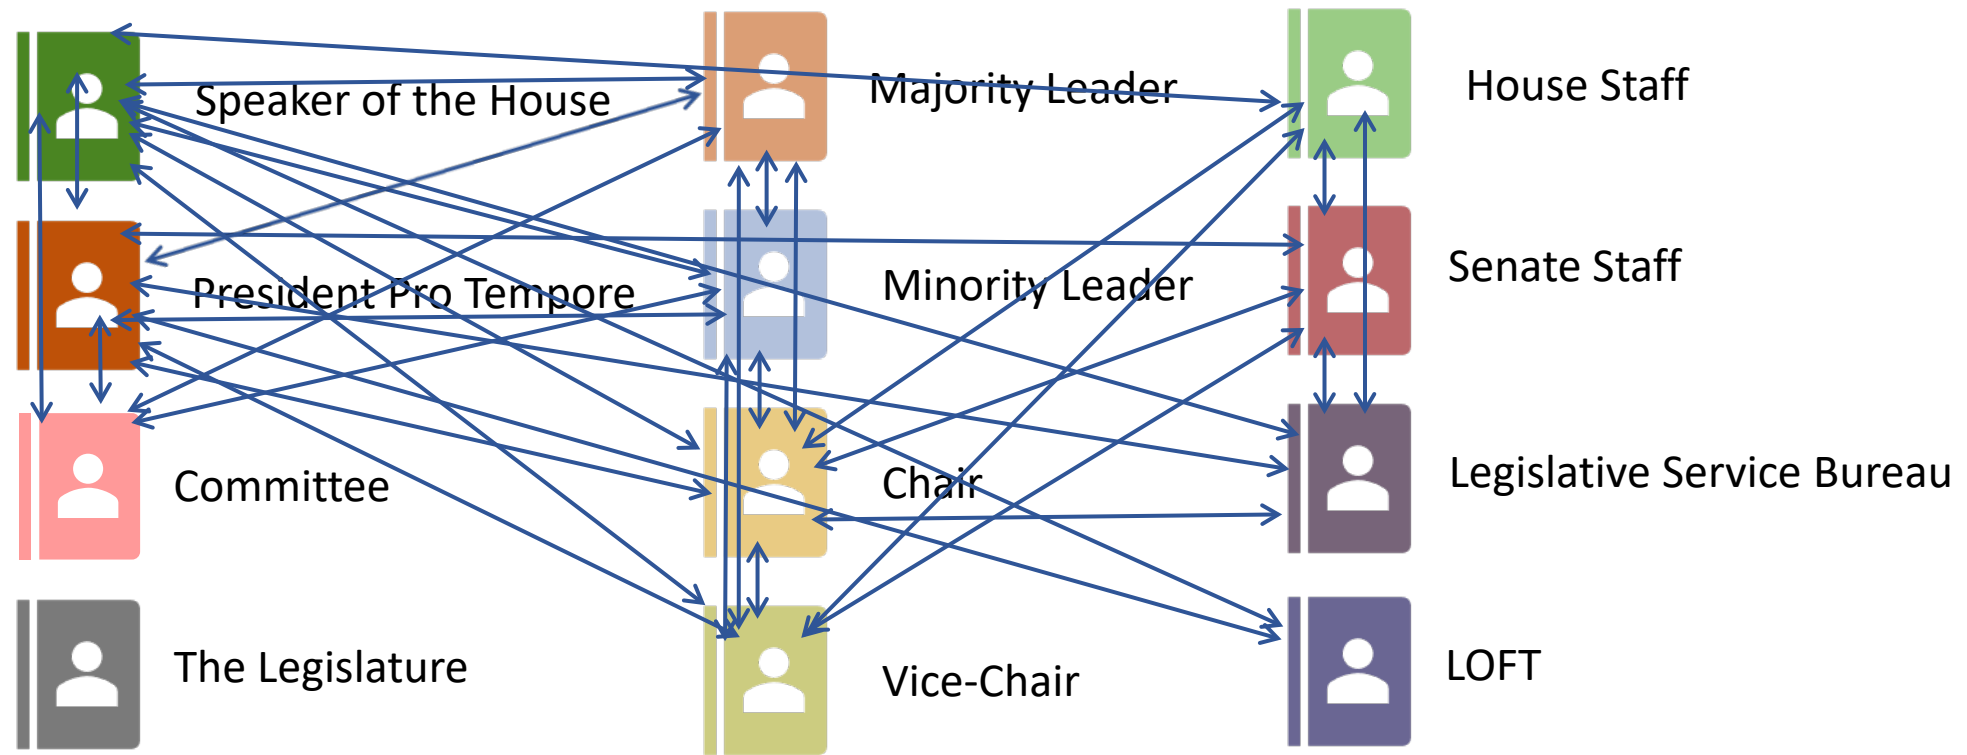 Speaker of the House
Majority Leader
House Staff
President Pro Tempore
Minority Leader
Senate Staff
Committee
Chair
Legislative Service Bureau
The Legislature
Vice-Chair
LOFT